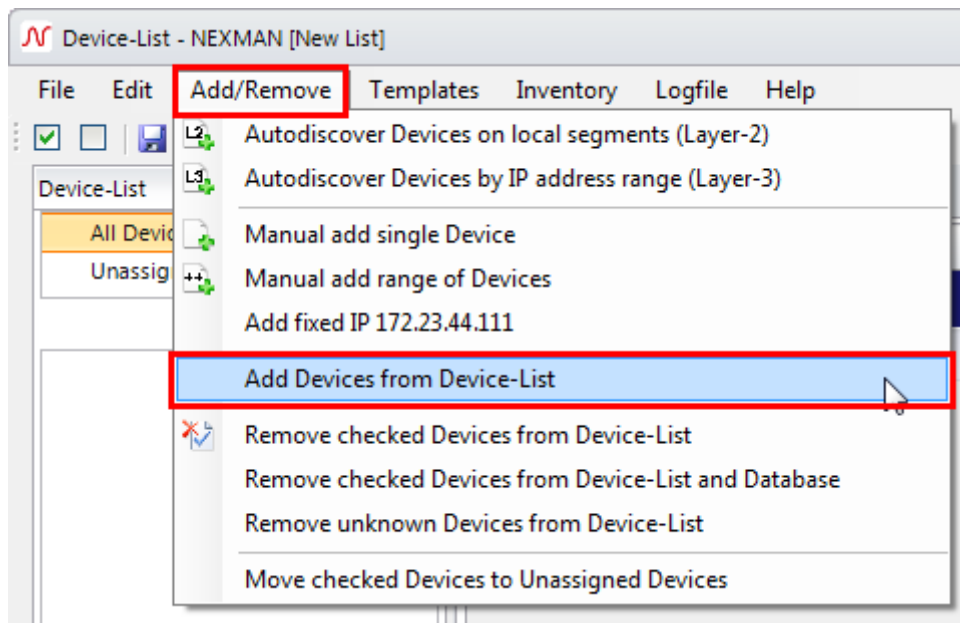 Device-List - NEXMAN [New List]
File Edit Add/Remove Templates Inventory Logfile Help
L2 Autodiscover Devices on local segments (Layer-2)
Device-List
L3 Autodiscover Devices by IP address range (Layer-3)
All
Manual add single Device
++ Manual add range of Devices
Add fixed IP 172.23.44.111
Add Devices from Device-List
Remove checked Devices from Device-List
Remove checked Devices from Device-List and Database
Remove unknown Devices from Device-List
Move checked Devices to Unassigned Devices